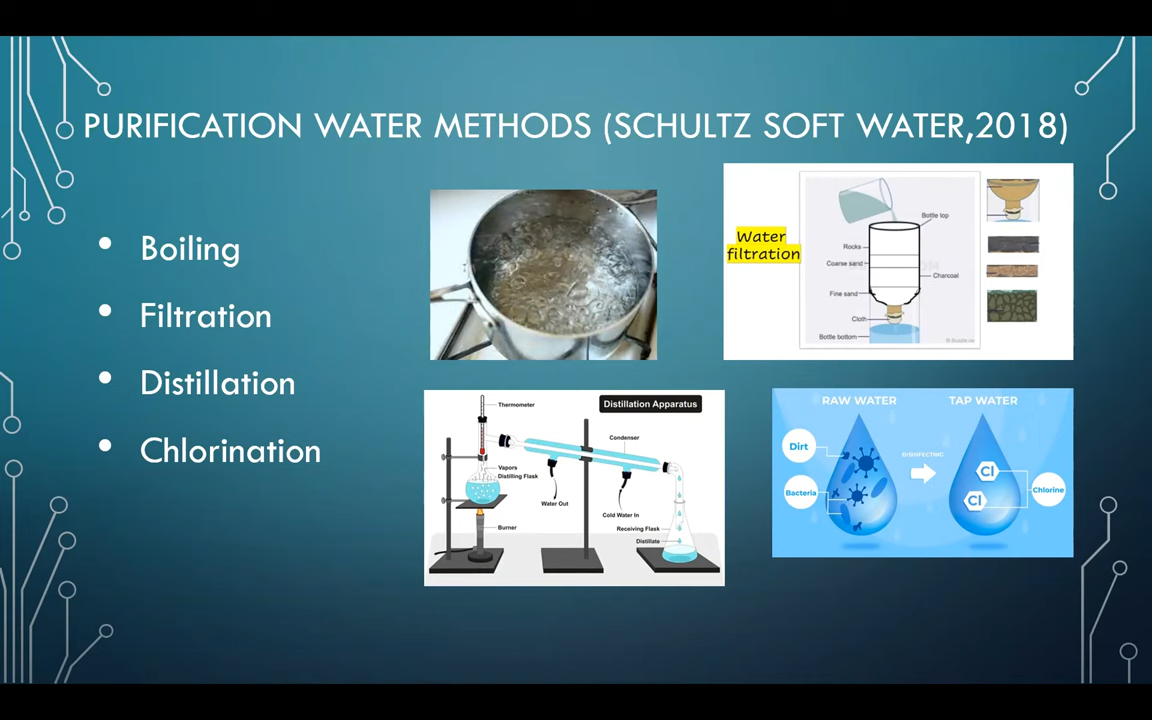 PURIFICATION WATER METHODS (SCHULTZ SOFT WATER,2018)
• Boiling
• Filtration
• Distillation
• Chlorination
Water
filtration
Bottle top
Rocks
Coarse sand
Charcoal
Fine sand
Cloth
Bottle bottom
Distillation Apparatus
Thermometer
Condenser
Vapors
Distilling Flask
Water Out
Cold Water In
Burner
Receiving Flask
Distillate
RAW WATER
TAP WATER
Dirt
DISINFECTING
Bacteria
Cl
Cl
Chlorine